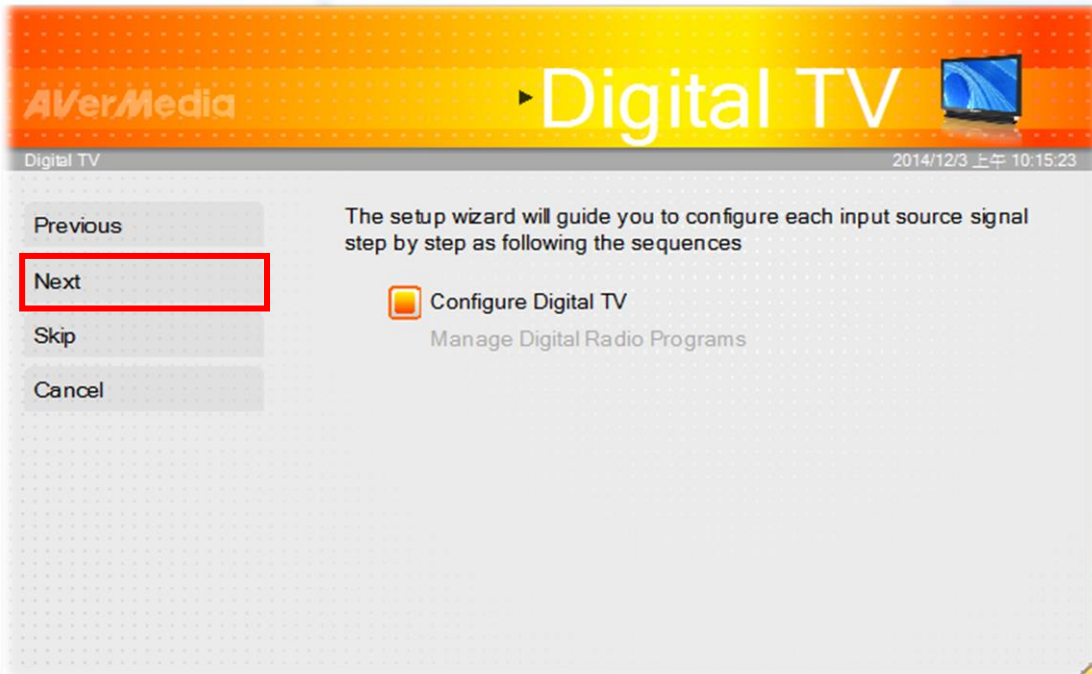 AVerMedia
Digital TV
Digital TV
2014/12/3 上午 10:15:23
Previous
Next
Skip
Cancel
The setup wizard will guide you to configure each input source signal
step by step as following the sequences
Configure Digital TV
Manage Digital Radio Programs